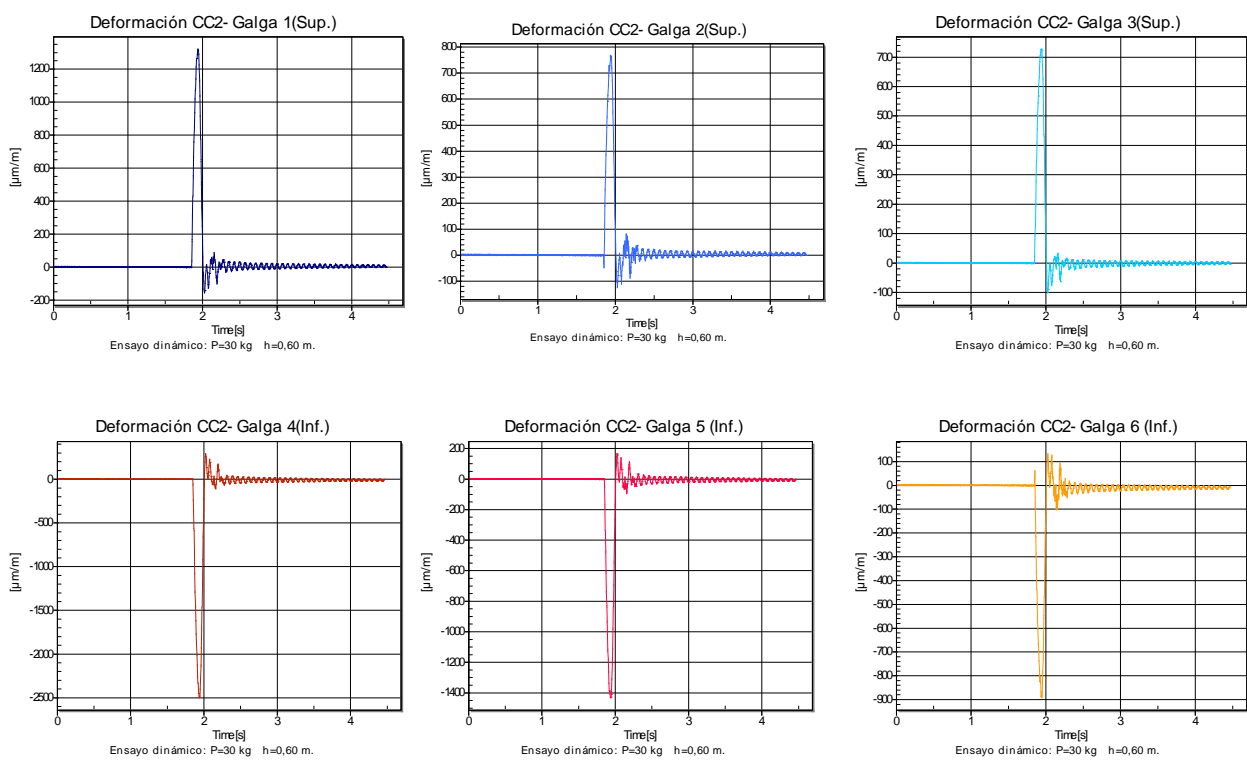 Deformación CC2- Galga 1(Sup.)
[µm/m]
1200
1000
800
600
400
200
0
-200
0 1 2 3 4
Time[s]
Ensayo dinámico: P=30 kg h=0,60 m.
Deformación CC2- Galga 2(Sup.)
[µm/m]
800
700
600
500
400
300
200
100
0
-100
0 1 2 3 4
Time[s]
Ensayo dinámico: P=30 kg h=0,60 m.
Deformación CC2- Galga 3(Sup.)
[µm/m]
700
600
500
400
300
200
100
0
-100
0 1 2 3 4
Time[s]
Ensayo dinámico: P=30 kg h=0,60 m.
Deformación CC2- Galga 4(Inf.)
[µm/m]
0
-500
-1000
-1500
-2000
-2500
0 1 2 3 4
Time[s]
Ensayo dinámico: P=30 kg h=0,60 m.
Deformación CC2- Galga 5 (Inf.)
[µm/m]
200
0
-200
-400
-600
-800
-1000
-1200
-1400
0 1 2 3 4
Time[s]
Ensayo dinámico: P=30 kg h=0,60 m.
Deformación CC2- Galga 6 (Inf.)
[µm/m]
100
0
-100
-200
-300
-400
-500
-600
-700
-800
-900
0 1 2 3 4
Time[s]
Ensayo dinámico: P=30 kg h=0,60 m.